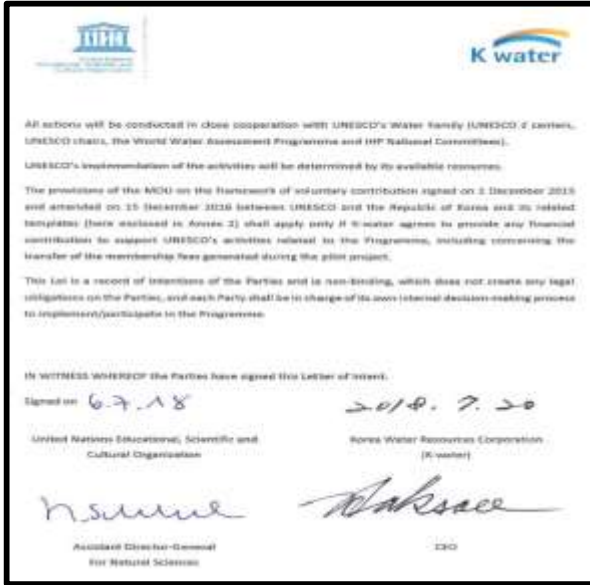 K water
All actions will be conducted in close cooperation with UNESCO's Water Family (UNESCO 2 centers,
UNESCO chairs, the World Water Assessment Programme and IHP National Committees).
UNESCO's implementation of the activities will be determined by its available resources.
The provisions of the MOU on the framework of voluntary contribution signed on 1 December 2015
and amended on 15 December 2016 between UNESCO and the Republic of Korea and its related
templates (here enclosed in Annex 2) shall apply only if K-water agrees to provide any financial
contribution to support UNESCO's activities related to the Programme, including concerning the
transfer of the membership fees generated during the pilot project.
This LoI is a record of intentions of the Parties and is non-binding, which does not create any legal
obligations on the Parties, and each Party shall be in charge of its own internal decision-making process
to implement/participate in the Programme.
IN WITNESS WHEREOF the Parties have signed this Letter of Intent.
Signed on 6.7.18
2018. 7. 20
United Nations Educational, Scientific and
Cultural Organization
Korea Water Resources Corporation
(K-water)
Assistant Director-General
For Natural Sciences
CEO